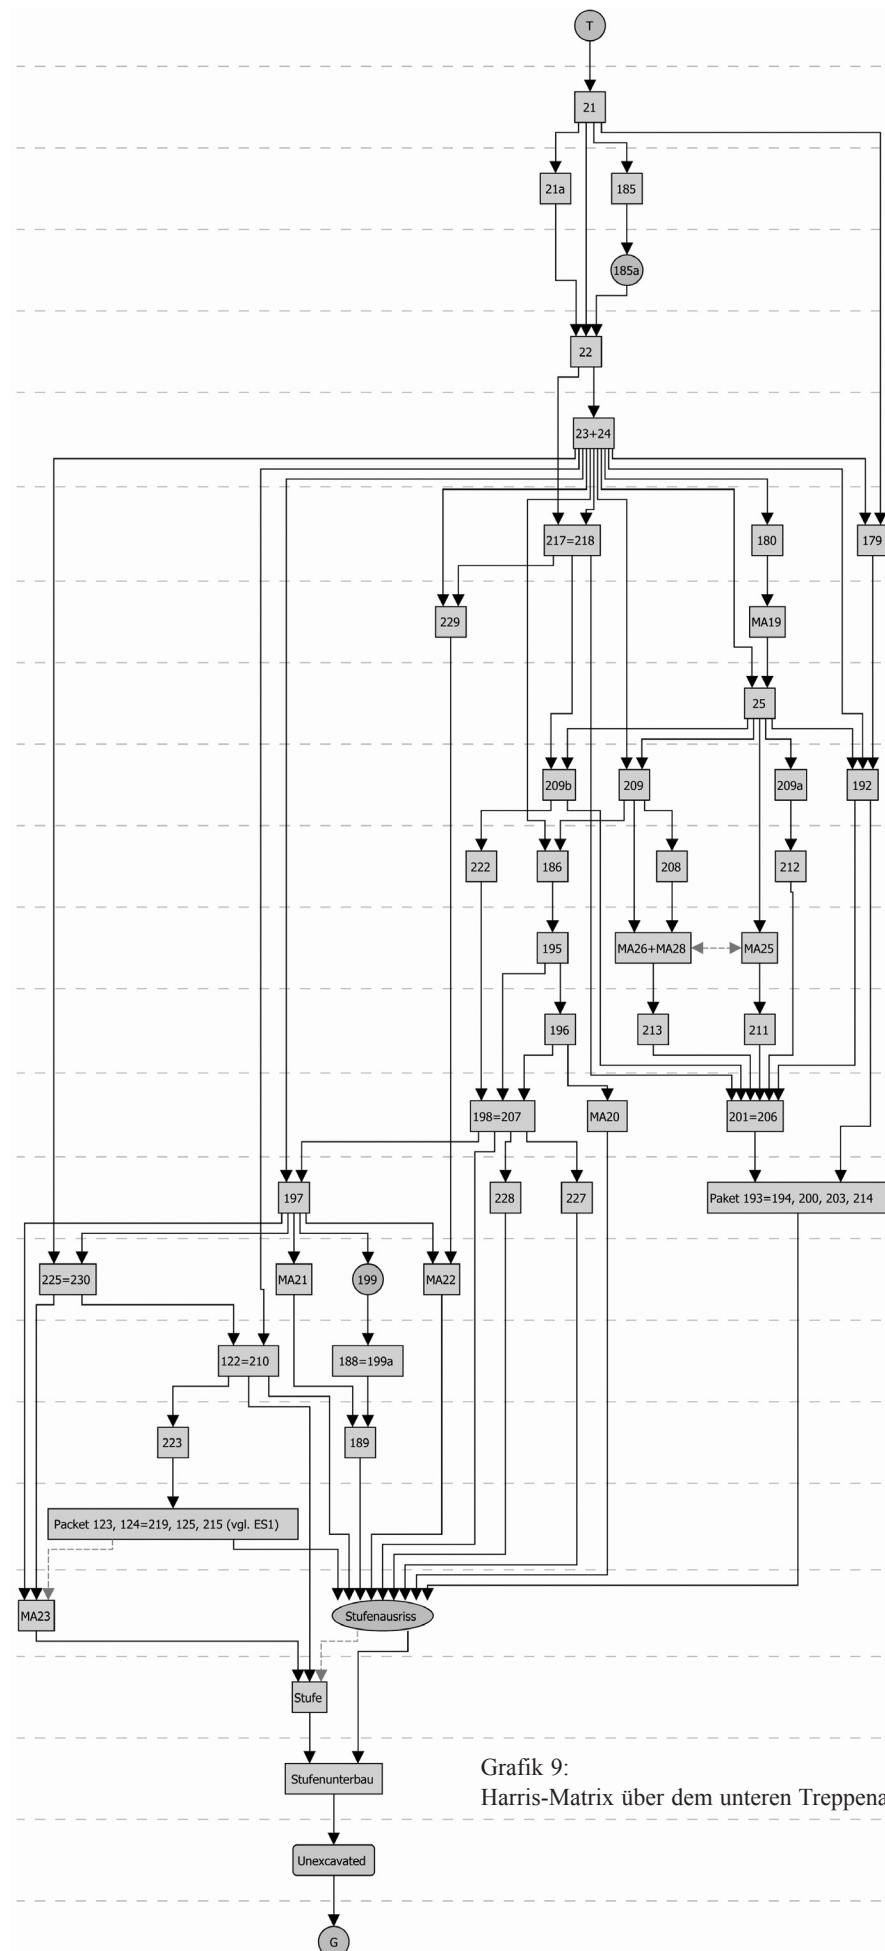 T
21
21a
185
185a
22
23+24
217=218
180
179
229
MA19
25
209b
209
209a
192
222
186
208
212
195
MA26+MA28
MA25
196
213
211
198=207
MA20
201=206
197
228
227
Paket 193=194, 200, 203, 214
225=230
MA21
199
MA22
122=210
188=199a
223
189
Packet 123, 124=219, 125, 215 (vgl. ES1)
MA23
Stufenausriss
Stufe
Stufenunterbau
Unexcavated
G
Grafik 9:
Harris-Matrix über dem unteren